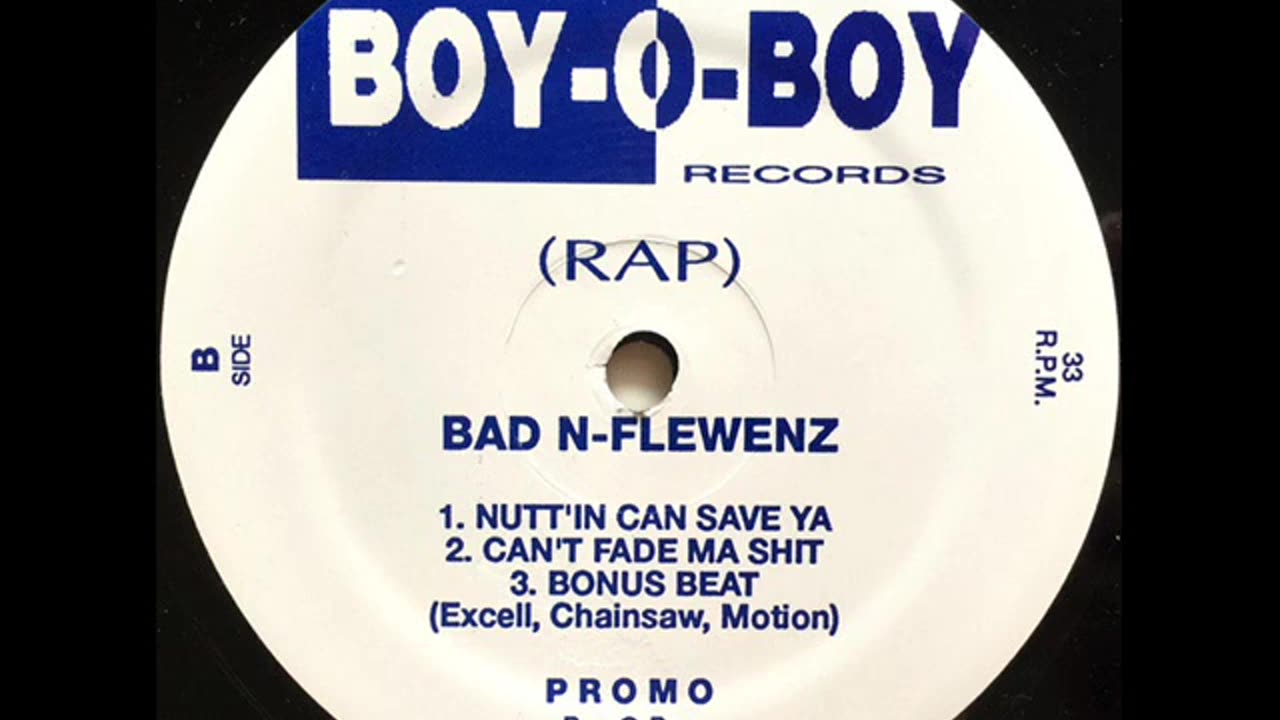 BOY-O-BOY
RECORDS
(RAP)
B
SIDE
33
R.P.M.
BAD N-FLEWENZ
1. NUTT'IN CAN SAVE YA
2. CAN'T FADE MA SHIT
3. BONUS BEAT
(Excell, Chainsaw, Motion)
PROMO